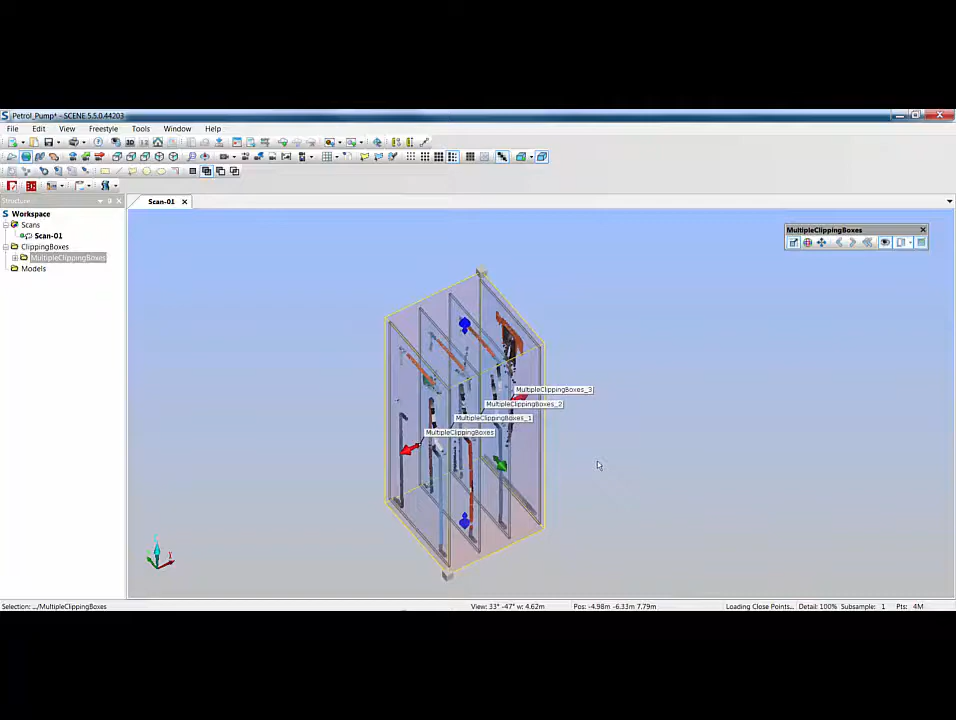 Petrol_Pump* - SCENE 5.5.0.44203
File Edit View Freestyle Tools Window Help
Structure
Scan-01
Workspace
Scans
Scan-01
ClippingBoxes
MultipleClippingBoxes
Models
MultipleClippingBoxes
MultipleClippingBoxes_3
MultipleClippingBoxes_2
MultipleClippingBoxes_1
MultipleClippingBoxes
Selection: .../MultipleClippingBoxes View: 33° -47° w: 4.62m Pos: -4.98m -6.33m 7.79m Loading Close Points... Detail: 100% Subsample: 1 Pts: 4M